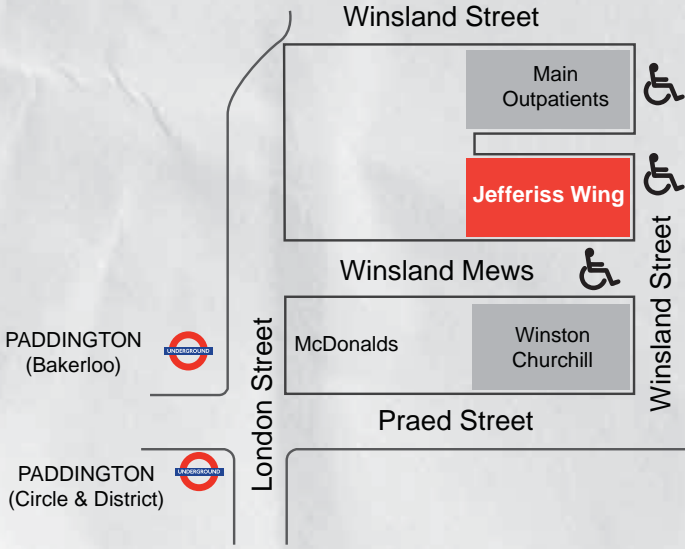 Winsland Street
Main
Outpatients
Jefferiss Wing
Winsland Mews
Winsland Street
PADDINGTON
(Bakerloo)
UNDERGROUND
McDonalds
Winston
Churchill
London Street
Praed Street
PADDINGTON
(Circle & District)
UNDERGROUND